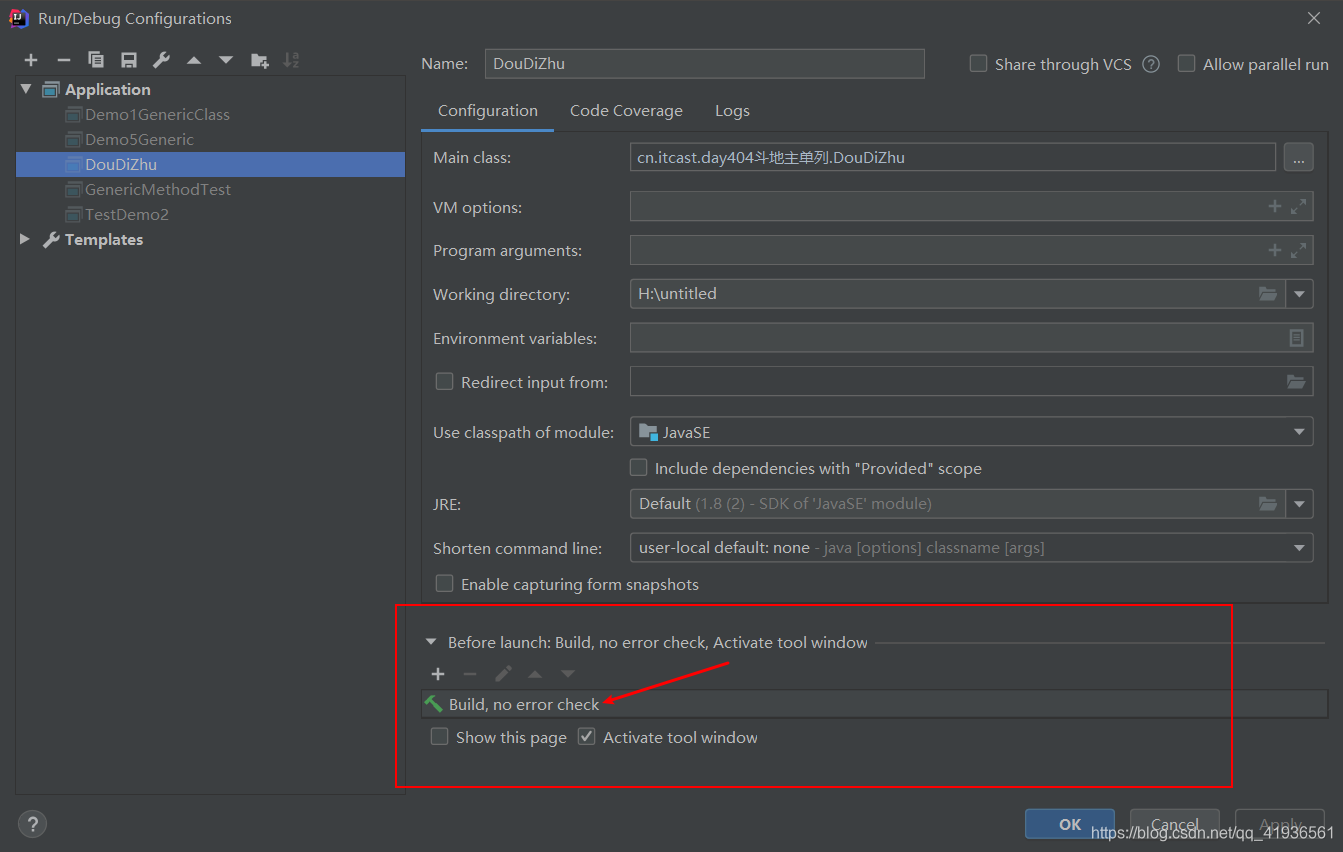 Run/Debug Configurations
Name: DouDiZhu Share through VCS ? Allow parallel run
Application
Demo1GenericClass
Demo5Generic
DouDiZhu
GenericMethodTest
TestDemo2
Templates
Configuration Code Coverage Logs
Main class: cn.itcast.day404斗地主单列.DouDiZhu ...
VM options:
Program arguments:
Working directory: H:\untitled
Environment variables:
Redirect input from:
Use classpath of module: JavaSE
Include dependencies with "Provided" scope
JRE: Default (1.8 (2) - SDK of 'JavaSE' module)
Shorten command line: user-local default: none - java [options] classname [args]
Enable capturing form snapshots
Before launch: Build, no error check, Activate tool window
Build, no error check
Show this page Activate tool window
? OK Cancel Apply
https://blog.csdn.net/qq_41936561